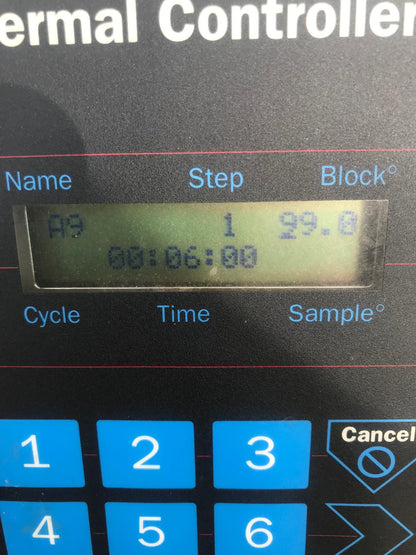 ermal Controller
Name Step Block°
A9 1 99.0
00:06:00
Cycle Time Sample°
1 2 3 Cancel
4 5 6